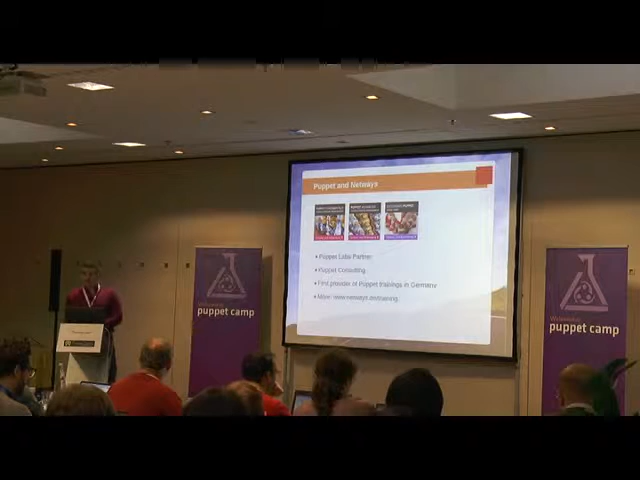 Puppet and Netways
• Puppet Labs Partner
• Puppet Consulting
• First provider of Puppet trainings in Germany
• More: www.netways.de/training
puppet camp
puppet camp